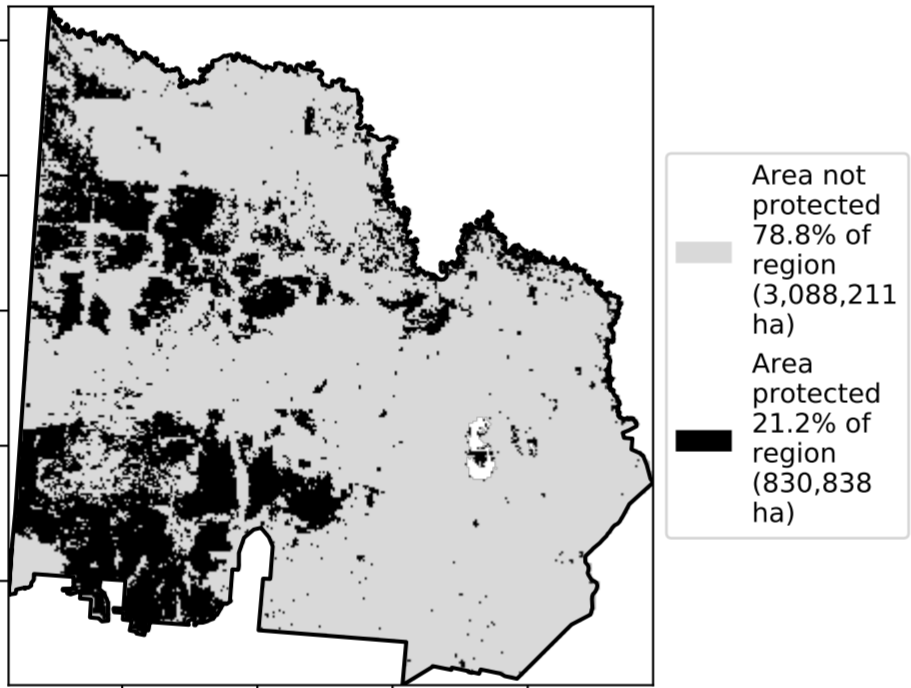 Area not
protected
78.8% of
region
(3,088,211
ha)
Area
protected
21.2% of
region
(830,838
ha)